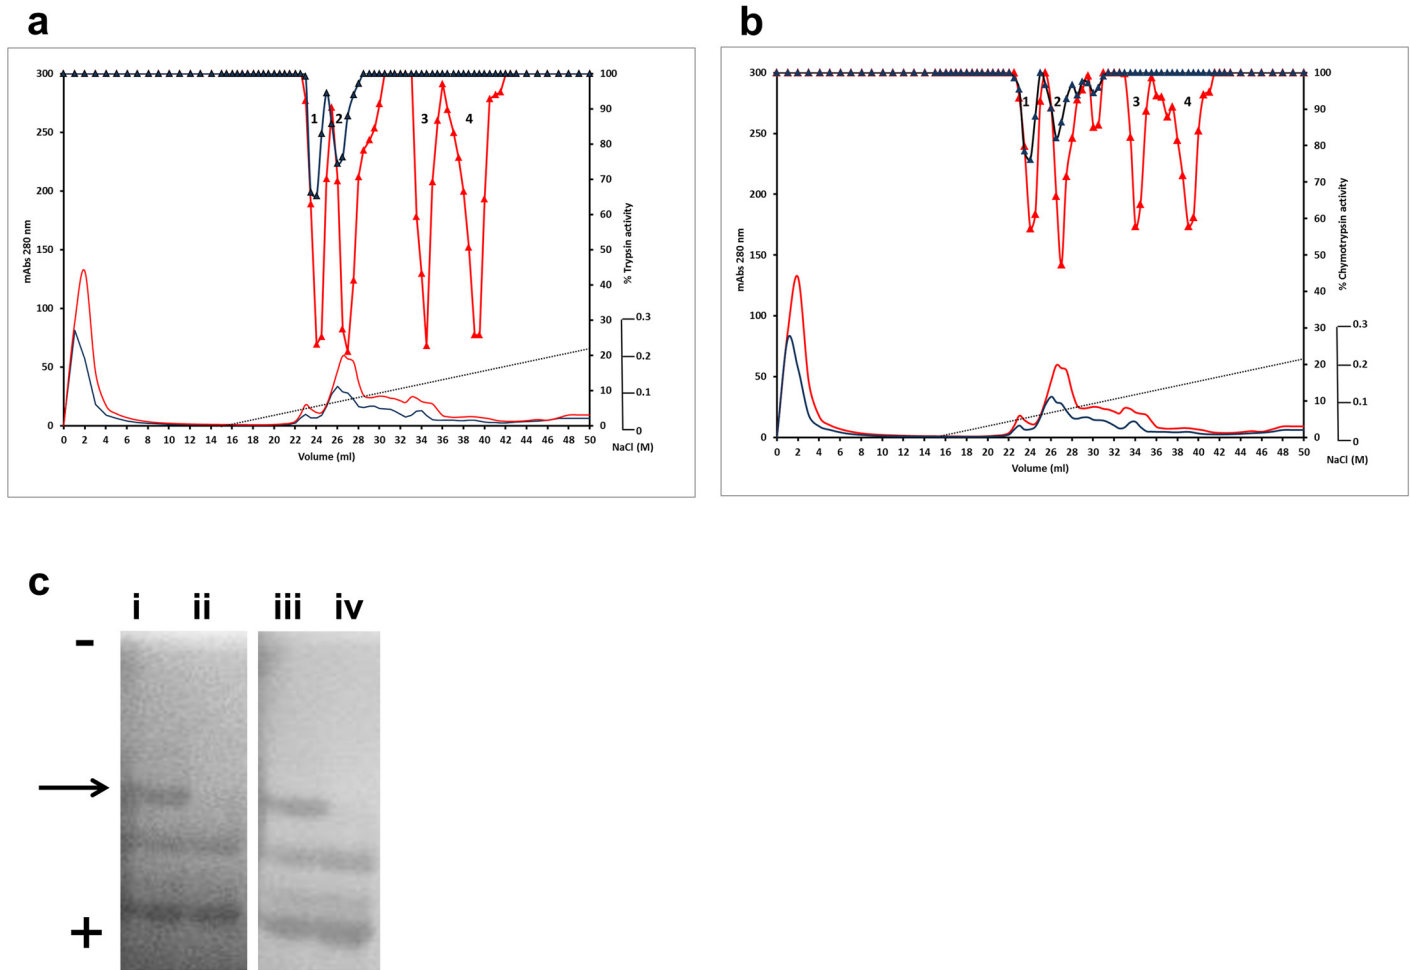 a
300
250
200
150
100
50
0
mAbs 280 nm
1 2 3 4
100
90
80
70
60
50
40
30
20
10
0
% Trypsin activity
0.3
0.2
0.1
0
NaCl (M)
0 2 4 6 8 10 12 14 16 18 20 22 24 26 28 30 32 34 36 38 40 42 44 46 48 50
Volume (ml)
b
300
250
200
150
100
50
0
mAbs 280 nm
1 2 3 4
100
90
80
70
60
50
40
30
20
10
0
% Chymotrypsin activity
0.3
0.2
0.1
0
NaCl (M)
0 2 4 6 8 10 12 14 16 18 20 22 24 26 28 30 32 34 36 38 40 42 44 46 48 50
Volume (ml)
c
i ii iii iv
-
+